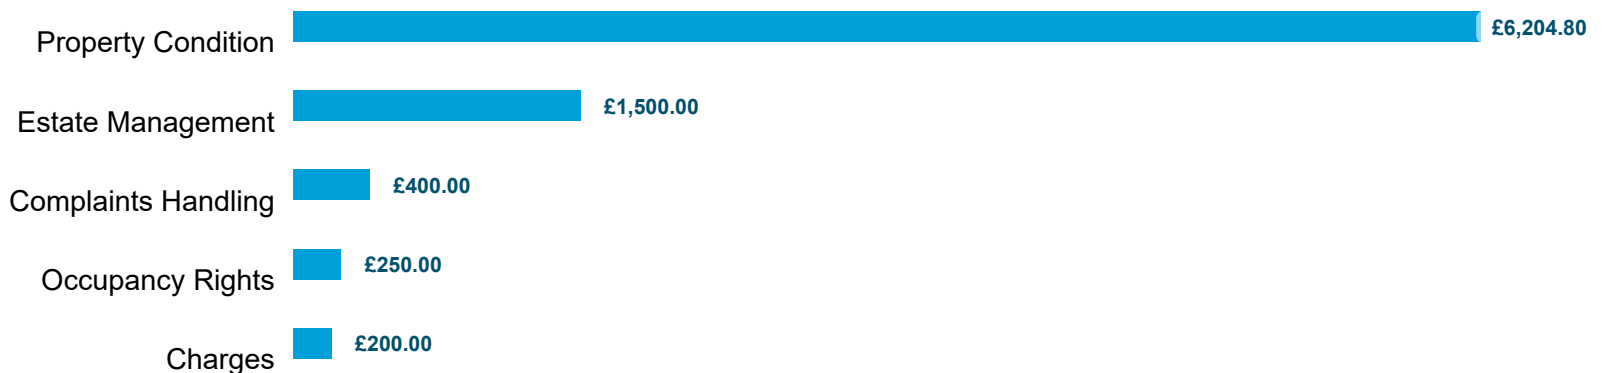 Property Condition £6,204.80
Estate Management £1,500.00
Complaints Handling £400.00
Occupancy Rights £250.00
Charges £200.00